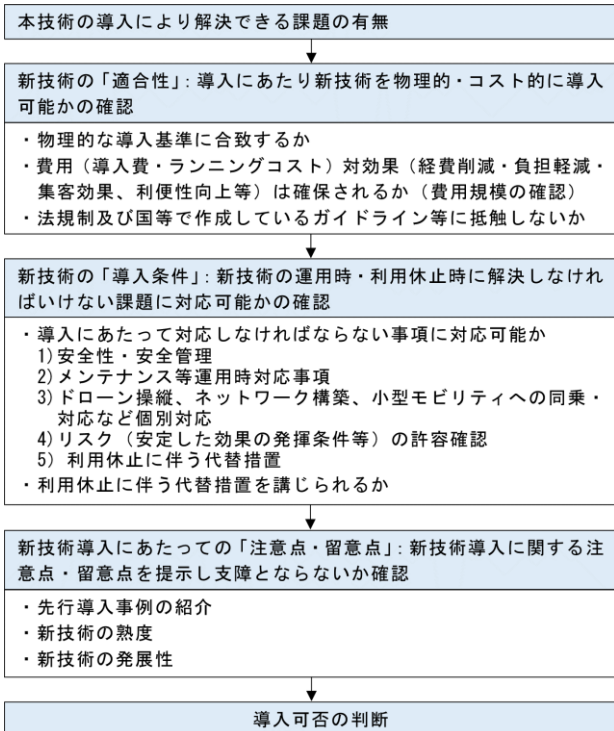 本技術の導入により解決できる課題の有無
新技術の「適合性」：導入にあたり新技術を物理的・コスト的に導入
可能かの確認
・物理的な導入基準に合致するか
・費用（導入費・ランニングコスト）対効果（経費削減・負担軽減・
集客効果、利便性向上等）は確保されるか（費用規模の確認）
・法規制及び国等で作成しているガイドライン等に抵触しないか
新技術の「導入条件」：新技術の運用時・利用休止時に解決しなけれ
ばいけない課題に対応可能かの確認
・導入にあたって対応しなければならない事項に対応可能か
1)安全性・安全管理
2)メンテナンス等運用時対応事項
3)ドローン操縦、ネットワーク構築、小型モビリティへの同乗・
対応など個別対応
4)リスク（安定した効果の発揮条件等）の許容確認
5) 利用休止に伴う代替措置
・利用休止に伴う代替措置を講じられるか
新技術導入にあたっての「注意点・留意点」：新技術導入に関する注
意点・留意点を提示し支障とならないか確認
・先行導入事例の紹介
・新技術の熟度
・新技術の発展性
導入可否の判断